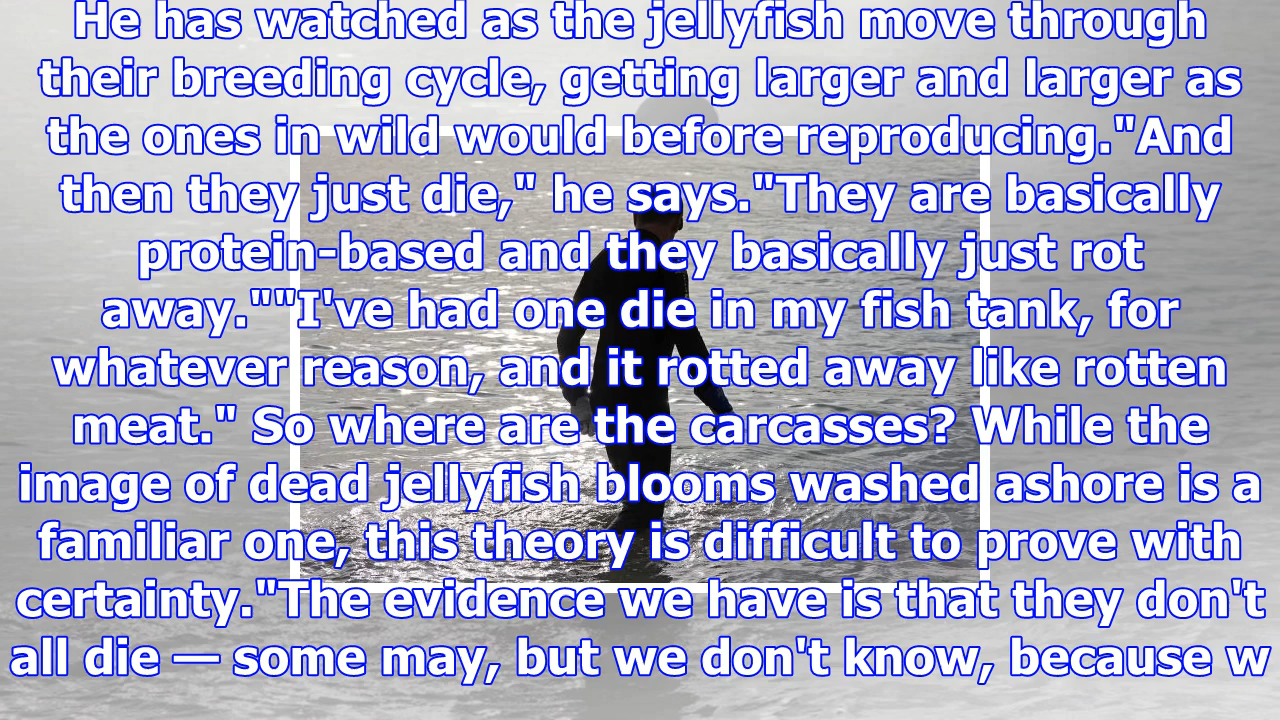 He has watched as the jellyfish move through
their breeding cycle, getting larger and larger as
the ones in wild would before reproducing."And
then they just die," he says."They are basically
protein-based and they basically just rot
away.""I've had one die in my fish tank, for
whatever reason, and it rotted away like rotten
meat." So where are the carcasses? While the
image of dead jellyfish blooms washed ashore is a
familiar one, this theory is difficult to prove with
certainty."The evidence we have is that they don't
all die — some may, but we don't know, because w